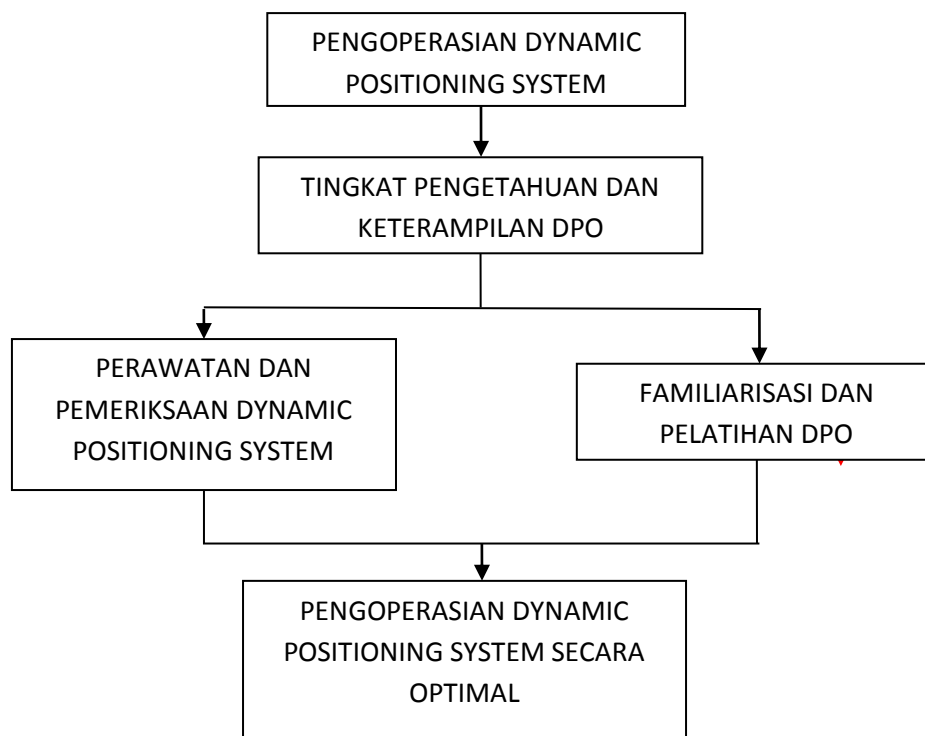 PENGOPERASIAN DYNAMIC
POSITIONING SYSTEM
TINGKAT PENGETAHUAN DAN
KETERAMPILAN DPO
PERAWATAN DAN
PEMERIKSAAN DYNAMIC
POSITIONING SYSTEM
FAMILIARISASI DAN
PELATIHAN DPO
PENGOPERASIAN DYNAMIC
POSITIONING SYSTEM SECARA
OPTIMAL